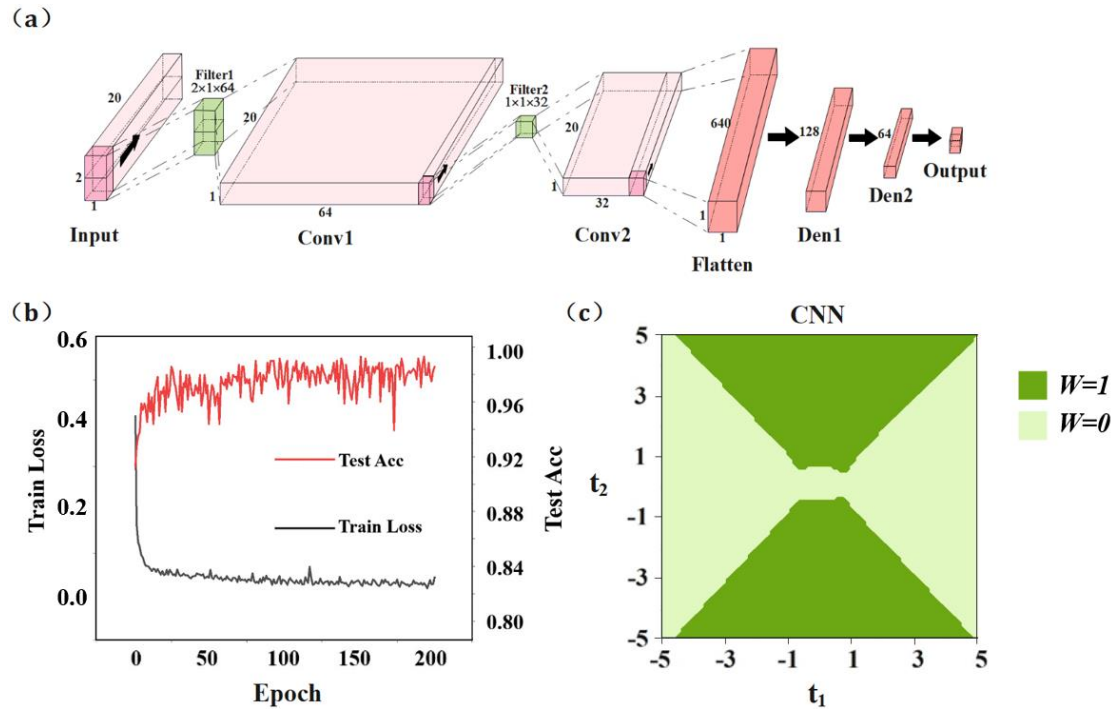 (a)
20
2
1
Input
Filter1
2×1×64
20
1
64
Conv1
Filter2
1×1×32
20
1
32
Conv2
640
1
1
Flatten
128
Den1
64
Den2
Output
(b)
0.6
0.4
0.2
0.0
Train Loss
1.00
0.96
0.92
0.88
0.84
0.80
Test Acc
Test Acc
Train Loss
0 50 100 150 200
Epoch
(c)
CNN
5
3
1
-1
-3
-5
t2
-5 -3 -1 1 3 5
t1
W=1
W=0